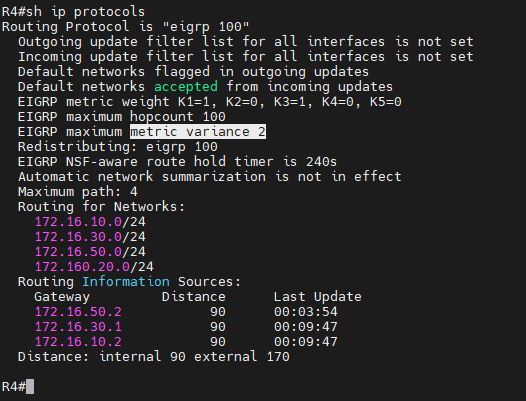 R4#sh ip protocols
Routing Protocol is "eigrp 100"
  Outgoing update filter list for all interfaces is not set
  Incoming update filter list for all interfaces is not set
  Default networks flagged in outgoing updates
  Default networks accepted from incoming updates
  EIGRP metric weight K1=1, K2=0, K3=1, K4=0, K5=0
  EIGRP maximum hopcount 100
  EIGRP maximum metric variance 2
  Redistributing: eigrp 100
  EIGRP NSF-aware route hold timer is 240s
  Automatic network summarization is not in effect
  Maximum path: 4
  Routing for Networks:
    172.16.10.0/24
    172.16.30.0/24
    172.16.50.0/24
    172.160.20.0/24
  Routing Information Sources:
    Gateway         Distance      Last Update
    172.16.50.2           90      00:03:54
    172.16.30.1           90      00:09:47
    172.16.10.2           90      00:09:47
  Distance: internal 90 external 170
R4#